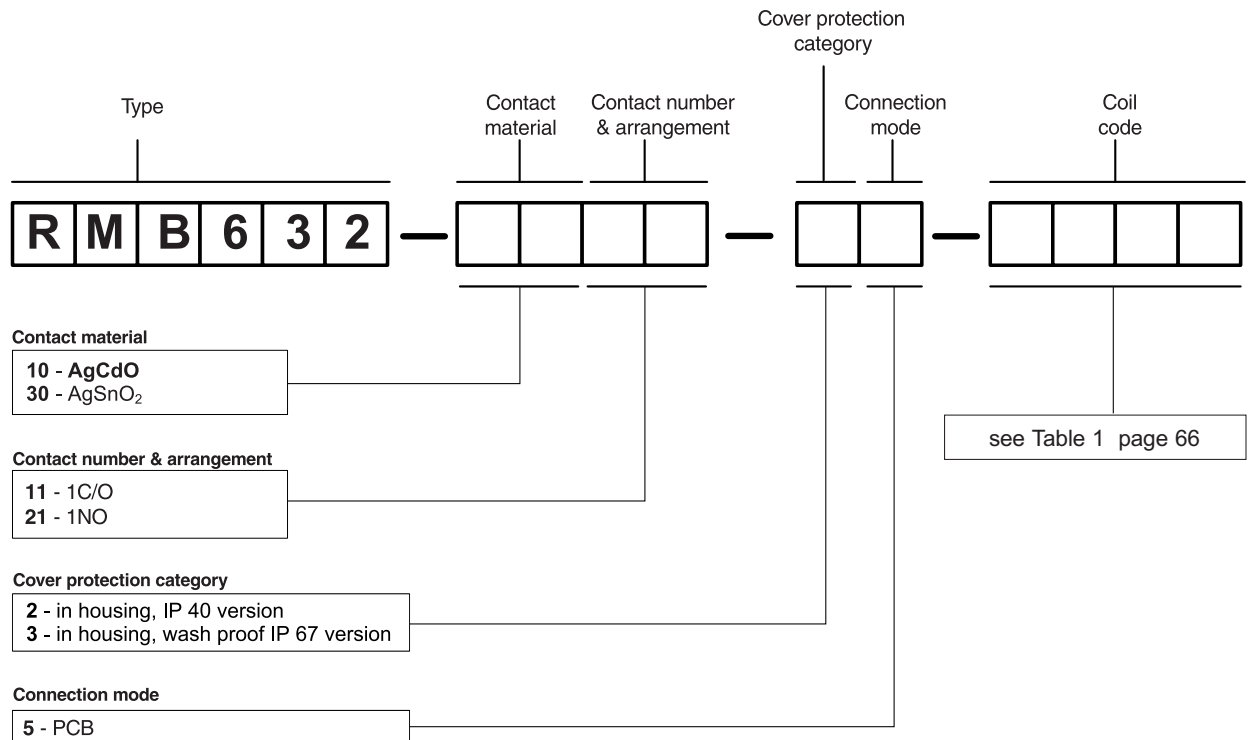 Cover protection
category
Type
Contact
material
Contact number
& arrangement
Connection
mode
Coil
code
R M B 6 3 2
Contact material
10 - AgCdO
30 - AgSnO₂
Contact number & arrangement
11 - 1C/O
21 - 1NO
see Table 1 page 66
Cover protection category
2 - in housing, IP 40 version
3 - in housing, wash proof IP 67 version
Connection mode
5 - PCB